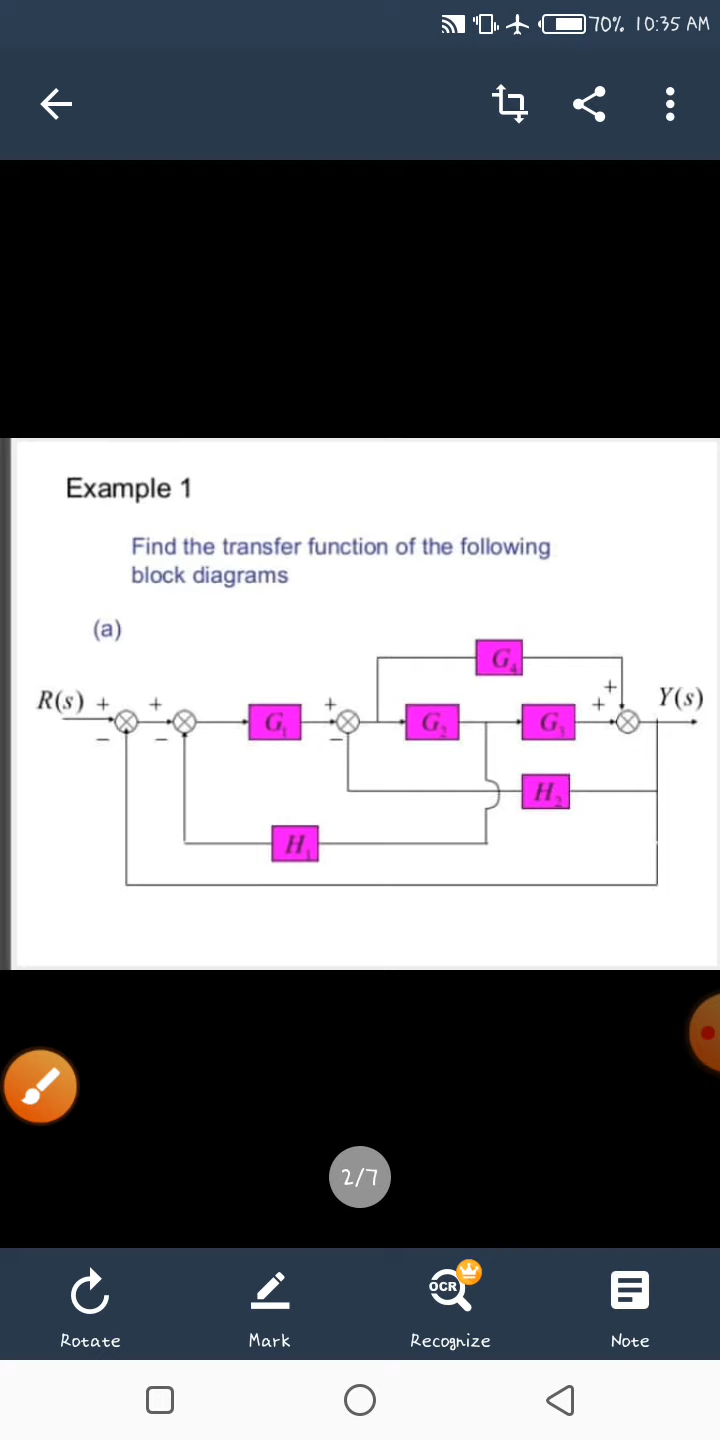 70% 10:35 AM
Example 1
Find the transfer function of the following
block diagrams
(a)
G4
R(s) + + + + + Y(s)
G1 G2 G3
− − −
H2
H1
2/7
OCR
Rotate Mark Recognize Note